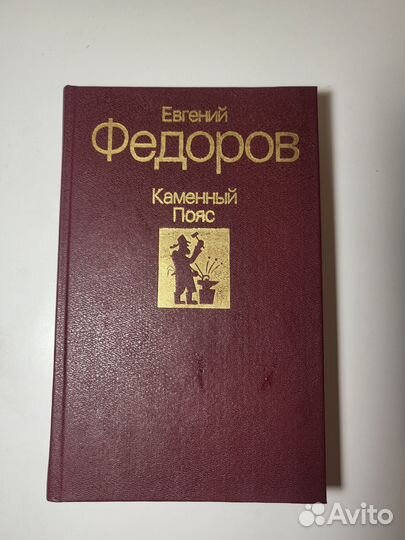 Евгений
Федоров
Каменный
Пояс
Avito